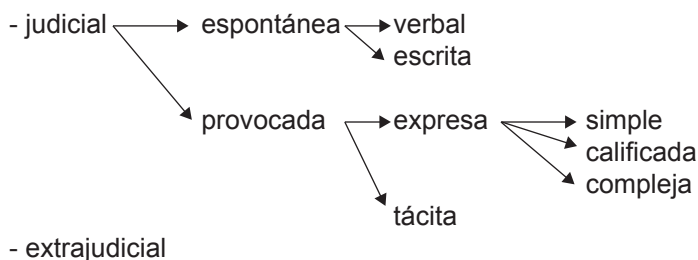 - judicial espontánea verbal
escrita
provocada expresa simple
calificada
compleja
tácita
- extrajudicial